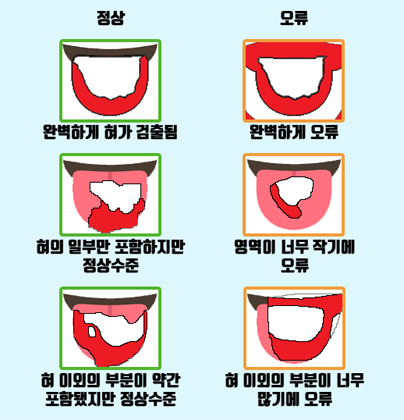 정상
오류
완벽하게 혀가 검출됨
완벽하게 오류
혀의 일부만 포함하지만
정상수준
영역이 너무 작기에
오류
혀 이외의 부분이 약간
포함됐지만 정상수준
혀 이외의 부분이 너무
많기에 오류